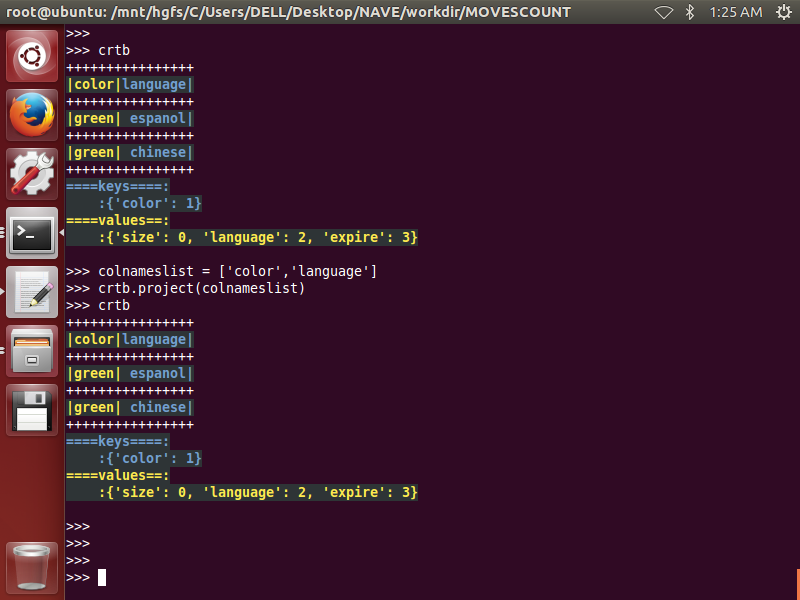 root@ubuntu: /mnt/hgfs/C/Users/DELL/Desktop/NAVE/workdir/MOVESCOUNT 1:25 AM
>>>
>>> crtb
++++++++++++++++
|color|language|
++++++++++++++++
|green| espanol|
++++++++++++++++
|green| chinese|
++++++++++++++++
====keys====:
    :{'color': 1}
====values==:
    :{'size': 0, 'language': 2, 'expire': 3}
>>> colnameslist = ['color','language']
>>> crtb.project(colnameslist)
>>> crtb
++++++++++++++++
|color|language|
++++++++++++++++
|green| espanol|
++++++++++++++++
|green| chinese|
++++++++++++++++
====keys====:
    :{'color': 1}
====values==:
    :{'size': 0, 'language': 2, 'expire': 3}
>>>
>>>
>>>
>>>